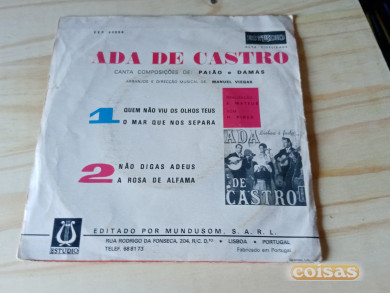 ADA DE CASTRO
CANTA COMPOSIÇÕES DE PAIÃO e DAMAS
ARRANJOS E DIRECÇÃO MUSICAL DE MANUEL VIEGAS
1 QUEM NÃO VIU OS OLHOS TEUS
O MAR QUE NOS SEPARA
2 NÃO DIGAS ADEUS
A ROSA DE ALFAMA
ADA
DE
CASTRO
ESTUDIO
EDITADO POR MUNDUSOM, S. A. R. L.
RUA RODRIGO DA FONSECA, 204, R/C. D.to • LISBOA • PORTUGAL
TELEF. 68 81 73
Fabricado em Portugal
coisas